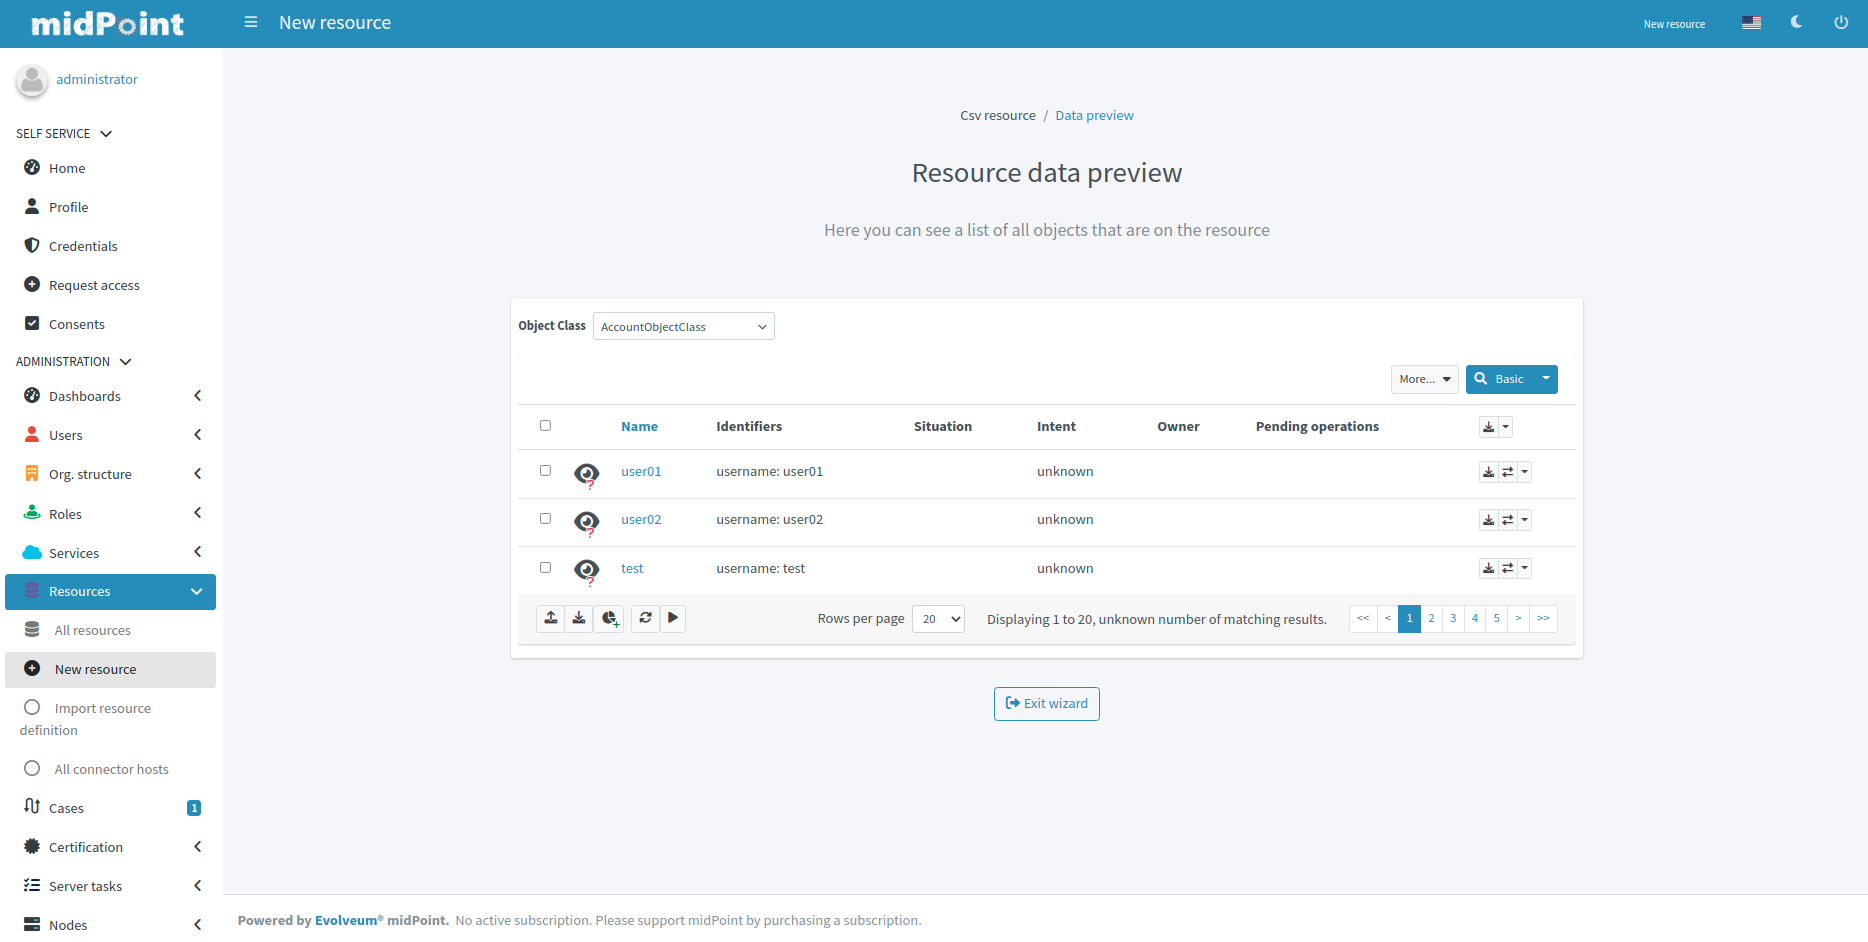 midPoint
New resource
New resource
administrator
SELF SERVICE
Home
Profile
Credentials
Request access
Consents
ADMINISTRATION
Dashboards
Users
Org. structure
Roles
Services
Resources
All resources
New resource
Import resource
definition
All connector hosts
Cases 1
Certification
Server tasks
Nodes
Csv resource / Data preview
Resource data preview
Here you can see a list of all objects that are on the resource
Object Class AccountObjectClass
More... Basic
Name Identifiers Situation Intent Owner Pending operations
user01 username: user01 unknown
user02 username: user02 unknown
test username: test unknown
Rows per page 20 Displaying 1 to 20, unknown number of matching results. << < 1 2 3 4 5 > >>
Exit wizard
Powered by Evolveum® midPoint. No active subscription. Please support midPoint by purchasing a subscription.